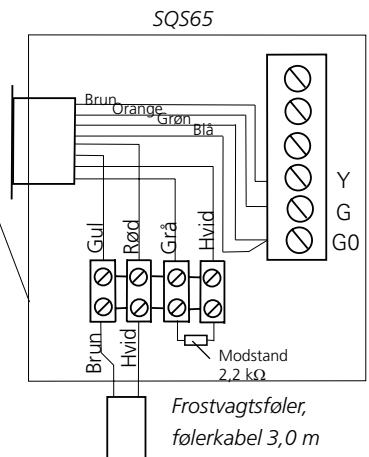 SQS65
Brun
Orange
Grøn
Blå
Y
G
G0
Gul
Rød
Grå
Hvid
Brun
Hvid
Modstand
2,2 kΩ
Frostvagtsføler,
følerkabel 3,0 m